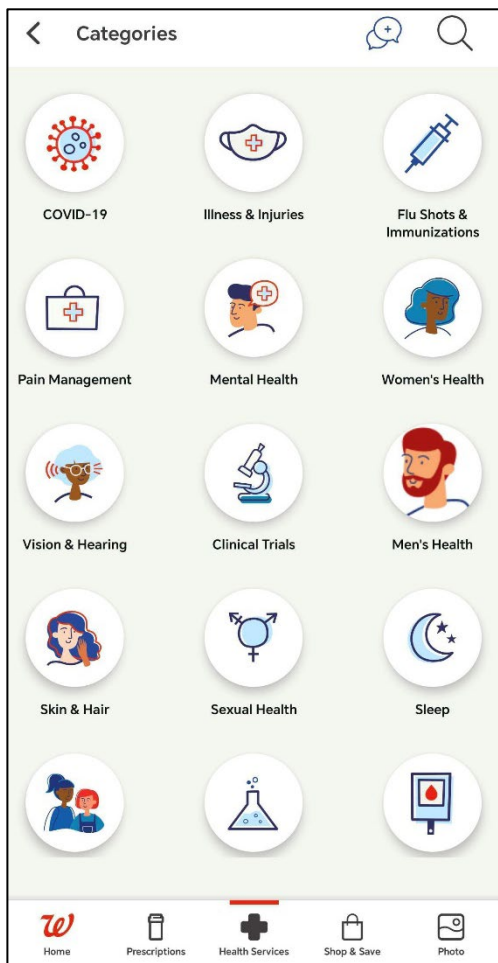 Categories
COVID-19
Illness & Injuries
Flu Shots &
Immunizations
Pain Management
Mental Health
Women's Health
Vision & Hearing
Clinical Trials
Men's Health
Skin & Hair
Sexual Health
Sleep
W
Home
Prescriptions
Health Services
Shop & Save
Photo